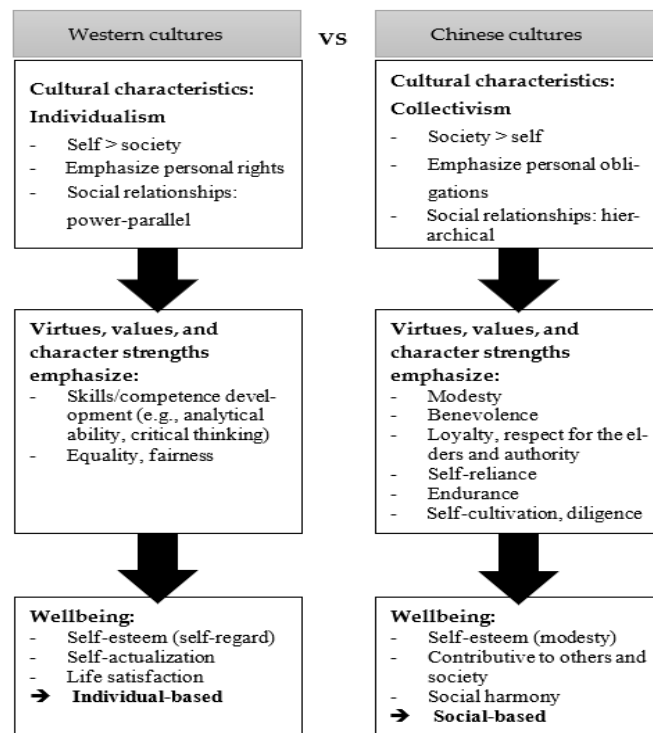 Western cultures
VS
Chinese cultures
Cultural characteristics:
Individualism
- Self > society
- Emphasize personal rights
- Social relationships:
power-parallel
Cultural characteristics:
Collectivism
- Society > self
- Emphasize personal obli-
gations
- Social relationships: hier-
archical
Virtues, values, and
character strengths
emphasize:
- Skills/competence devel-
opment (e.g., analytical
ability, critical thinking)
- Equality, fairness
Virtues, values, and
character strengths
emphasize:
- Modesty
- Benevolence
- Loyalty, respect for the el-
ders and authority
- Self-reliance
- Endurance
- Self-cultivation, diligence
Wellbeing:
- Self-esteem (self-regard)
- Self-actualization
- Life satisfaction
➔ Individual-based
Wellbeing:
- Self-esteem (modesty)
- Contributive to others and
society
- Social harmony
➔ Social-based